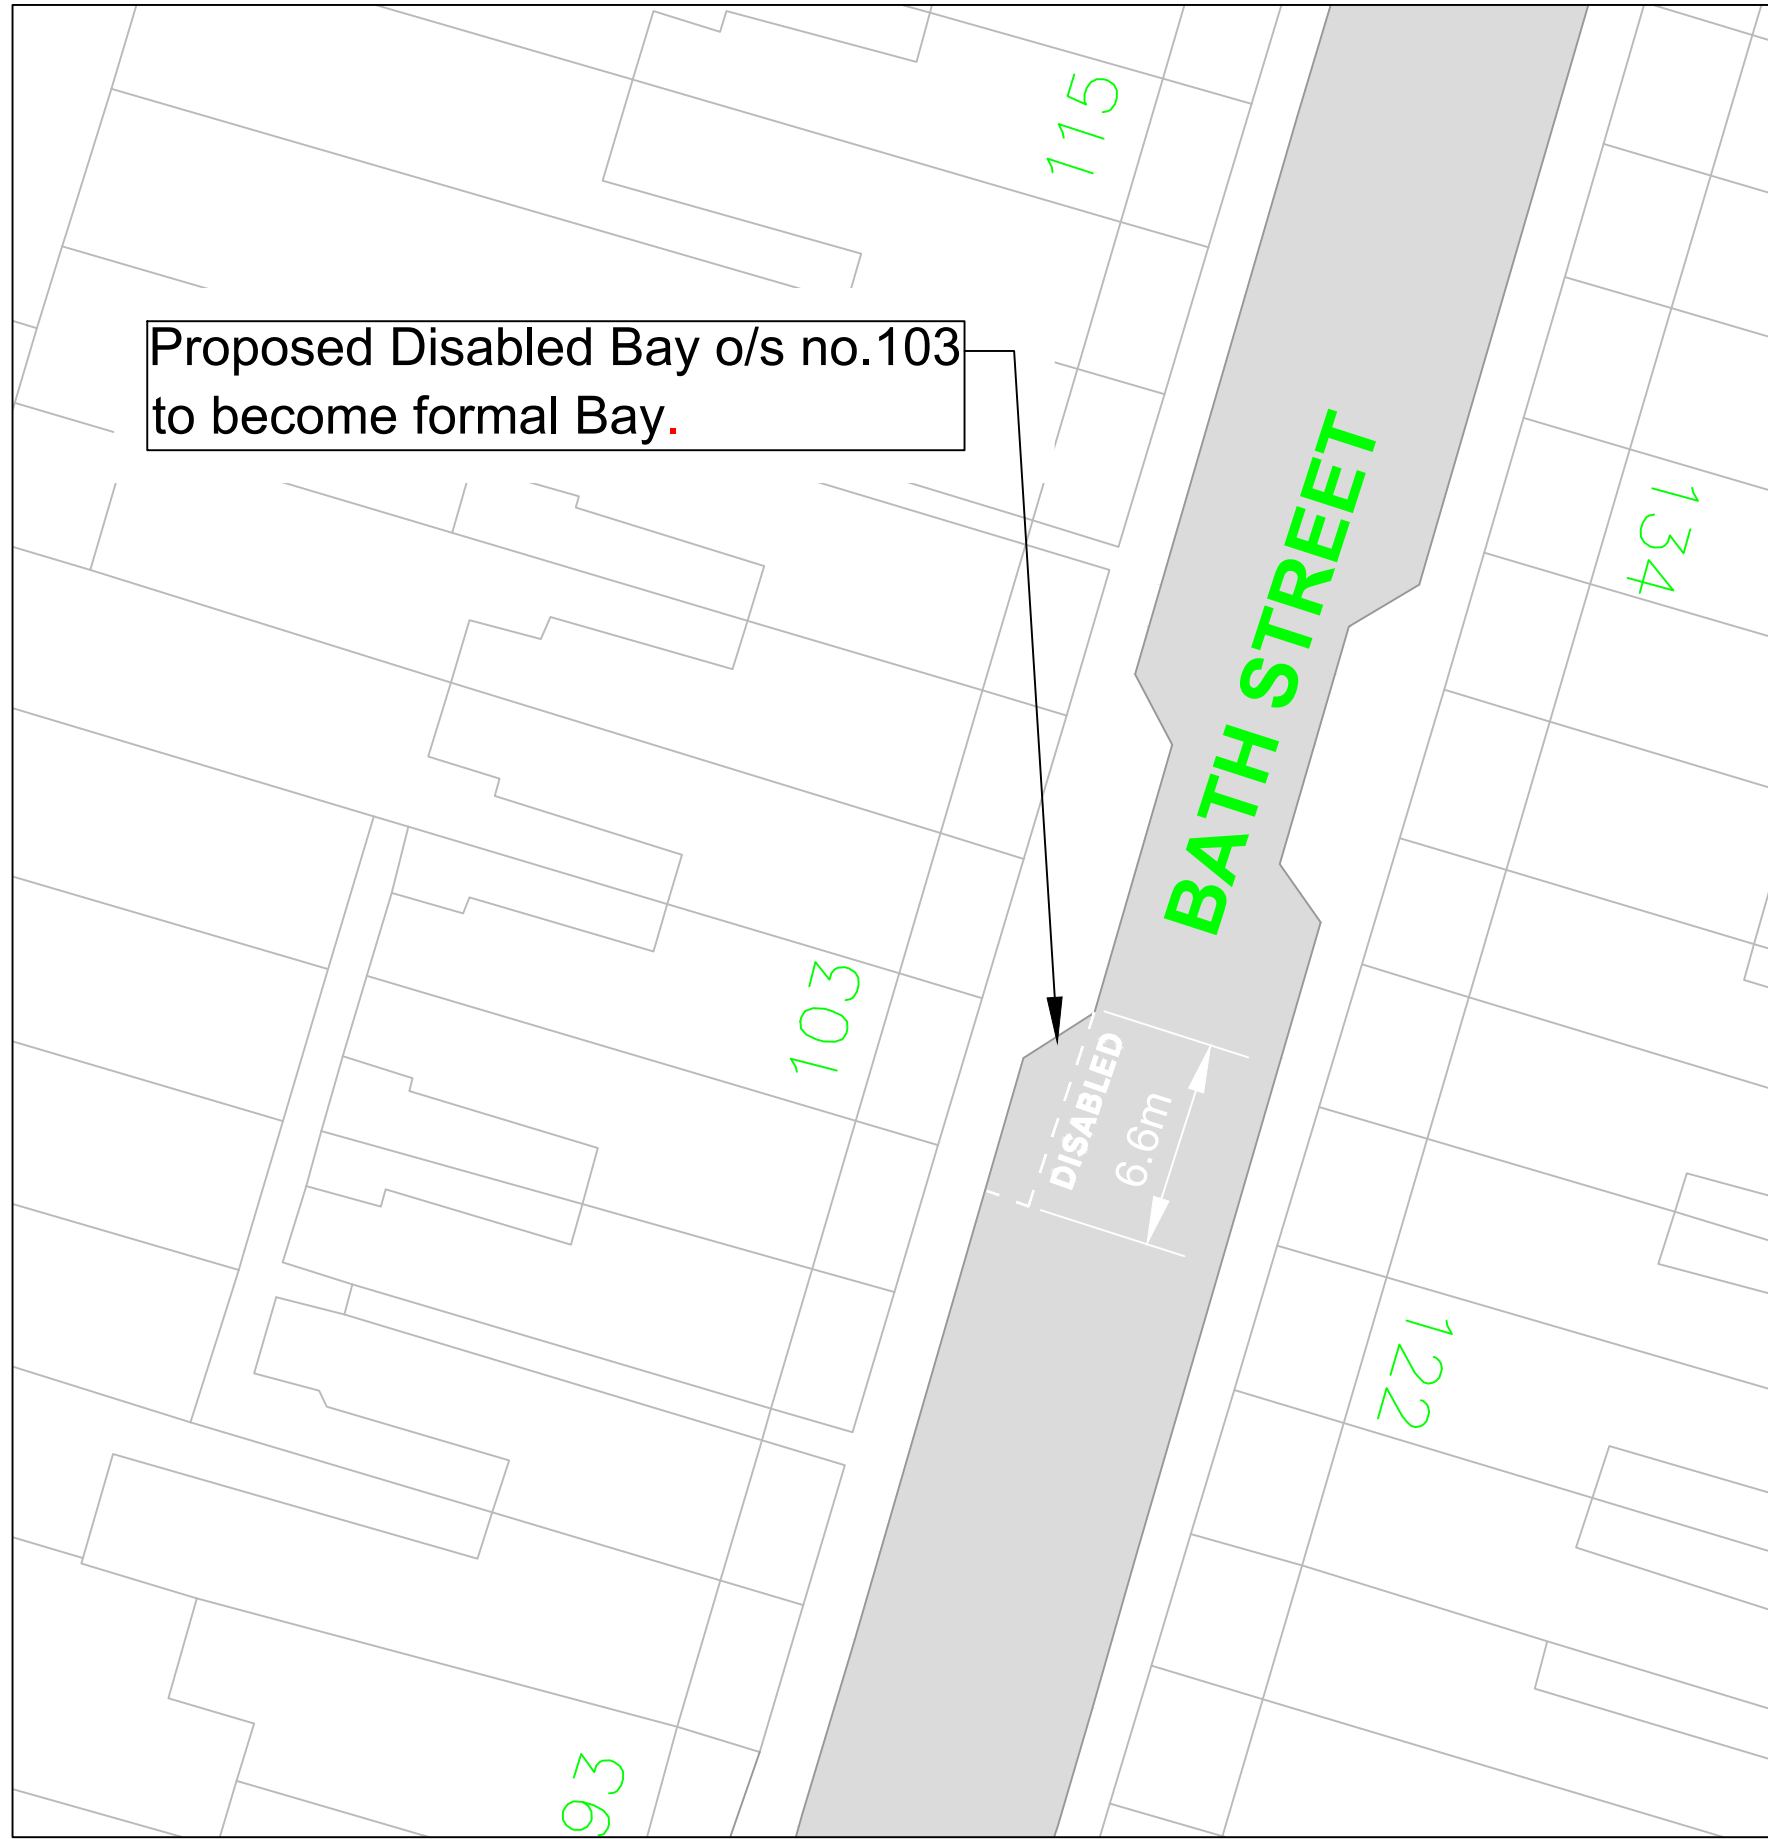 115
Proposed Disabled Bay o/s no.103
to become formal Bay.
BATH STREET
134
103
DISABLED
6.6m
122
93